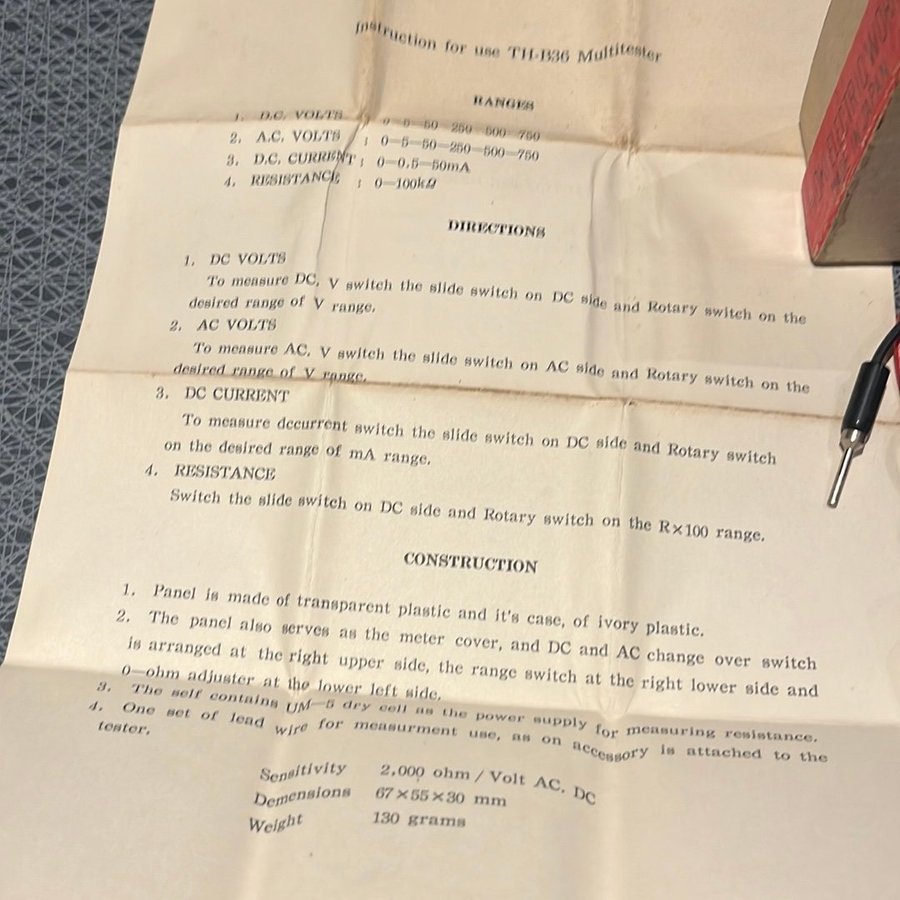 Instruction for use TH-B36 Multitester
RANGES
1. D.C. VOLTS : 0-5-50-250-500-750
2. A.C. VOLTS : 0-5-50-250-500-750
3. D.C. CURRENT : 0-0.5-50mA
4. RESISTANCE : 0-100kΩ
DIRECTIONS
1. DC VOLTS
To measure DC. V switch the slide switch on DC side and Rotary switch on the
desired range of V range.
2. AC VOLTS
To measure AC. V switch the slide switch on AC side and Rotary switch on the
desired range of V range.
3. DC CURRENT
To measure dccurrent switch the slide switch on DC side and Rotary switch
on the desired range of mA range.
4. RESISTANCE
Switch the slide switch on DC side and Rotary switch on the R×100 range.
CONSTRUCTION
1. Panel is made of transparent plastic and it's case, of ivory plastic.
2. The panel also serves as the meter cover, and DC and AC change over switch
is arranged at the right upper side, the range switch at the right lower side and
0-ohm adjuster at the lower left side.
3. The self contains UM-5 dry cell as the power supply for measuring resistance.
4. One set of lead wire for measurment use, as on accessory is attached to the
tester.
Sensitivity 2,000 ohm / Volt AC. DC
Demensions 67×55×30 mm
Weight 130 grams